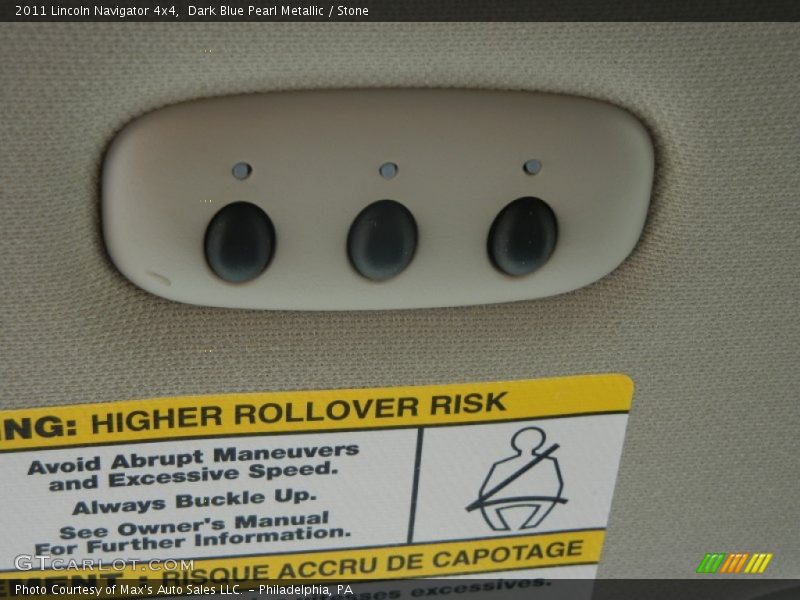 2011 Lincoln Navigator 4x4,  Dark Blue Pearl Metallic / Stone
NG: HIGHER ROLLOVER RISK
Avoid Abrupt Maneuvers
and Excessive Speed.
Always Buckle Up.
See Owner's Manual
For Further Information.
EMENT : RISQUE ACCRU DE CAPOTAGE
excessives.
GTcarlot.com
Photo Courtesy of Max's Auto Sales LLC. - Philadelphia, PA